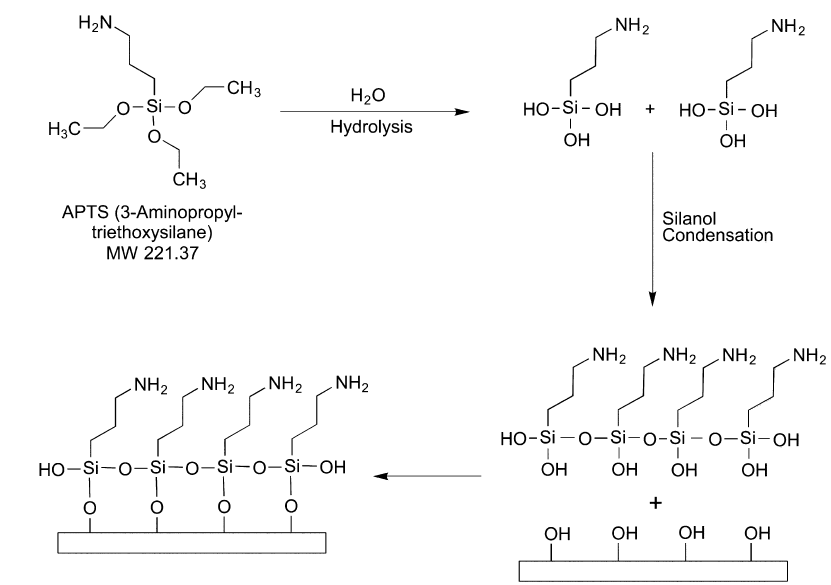 H₂N
Si
O
O
CH₃
H₃C
O
CH₃
APTS (3-Aminopropyl-
triethoxysilane)
MW 221.37
H₂O
Hydrolysis
NH₂
HO Si OH
OH
+
NH₂
HO Si OH
OH
Silanol
Condensation
NH₂ NH₂ NH₂ NH₂
HO Si O Si O Si O Si OH
OH OH OH OH
+
OH OH OH OH
NH₂ NH₂ NH₂ NH₂
HO Si O Si O Si O Si OH
O O O O